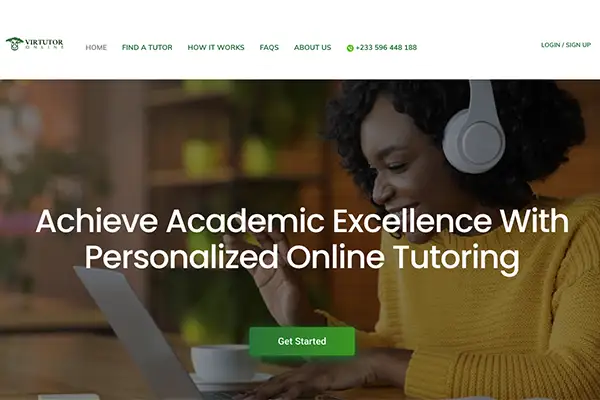 VIRTUTOR
ONLINE
HOME
FIND A TUTOR
HOW IT WORKS
FAQS
ABOUT US
+233 596 448 188
LOGIN / SIGN UP
Achieve Academic Excellence With
Personalized Online Tutoring
Get Started